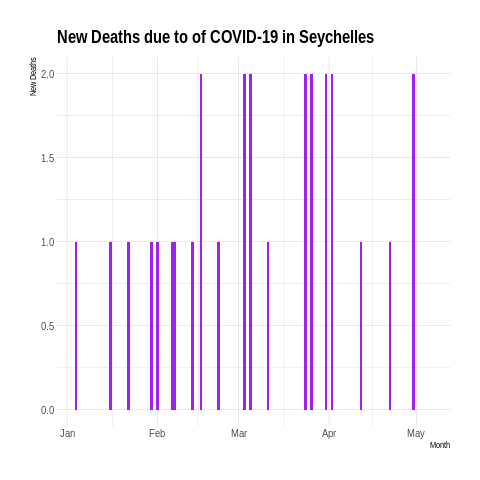 New Deaths due to of COVID-19 in Seychelles
New Deaths
2.0
1.5
1.0
0.5
0.0
Jan Feb Mar Apr May
Month